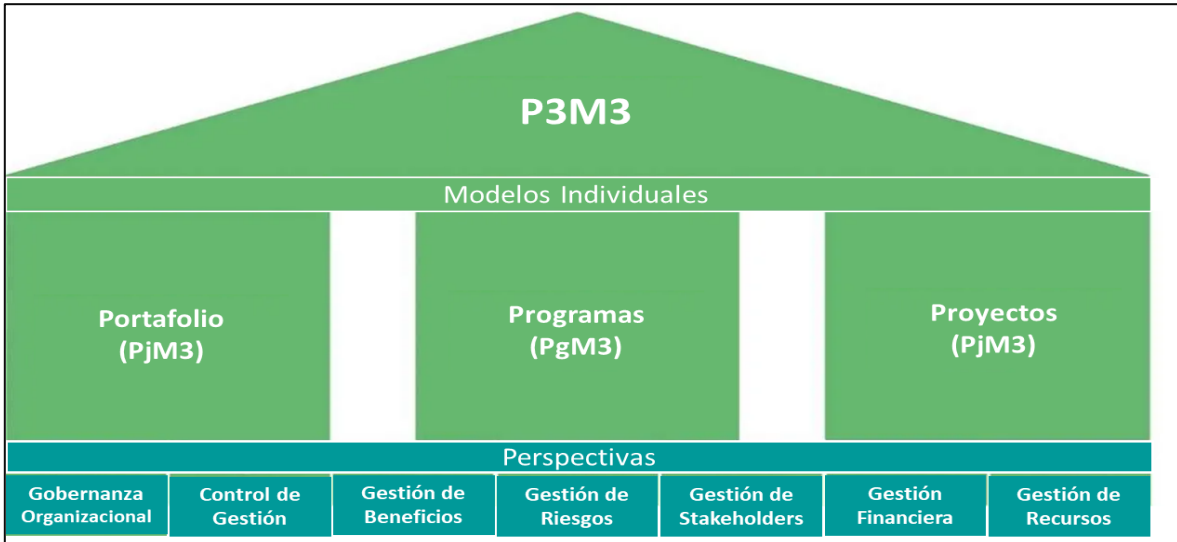 P3M3
Modelos Individuales
Portafolio
(PjM3)
Programas
(PgM3)
Proyectos
(PjM3)
Perspectivas
Gobernanza
Organizacional
Control de
Gestión
Gestión de
Beneficios
Gestión de
Riesgos
Gestión de
Stakeholders
Gestión
Financiera
Gestión de
Recursos